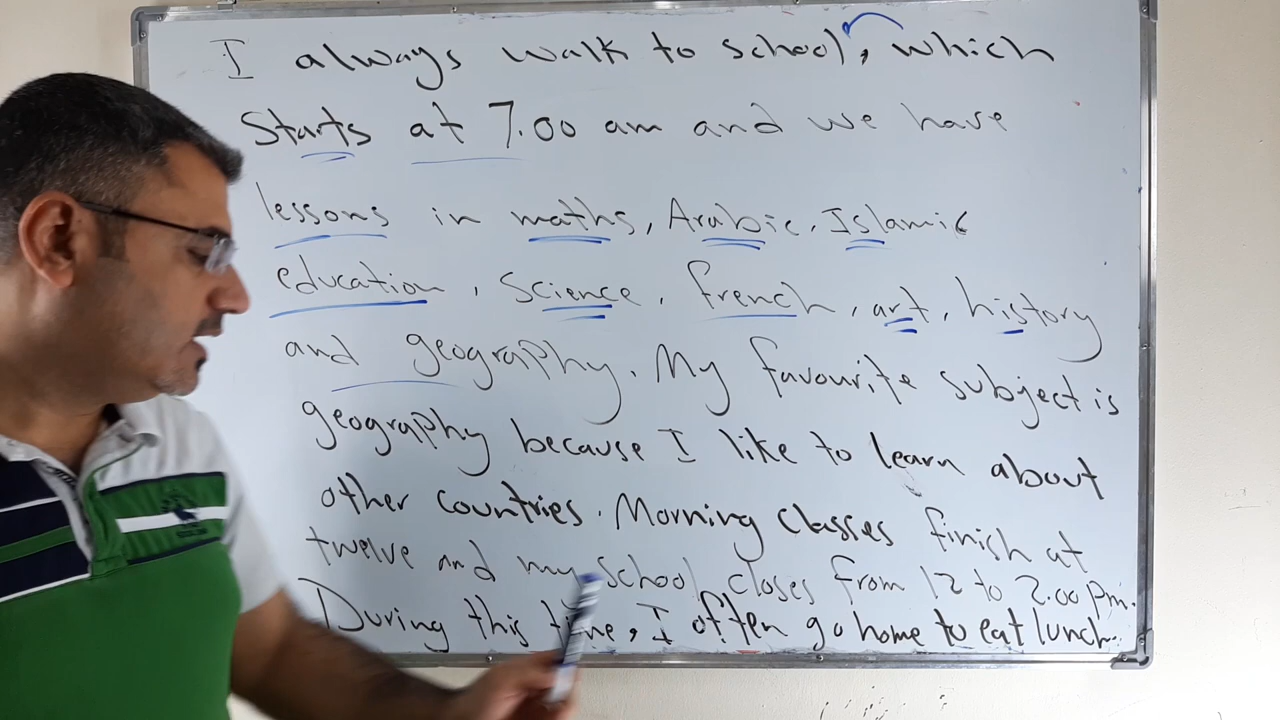 I always walk to school, which
Starts at 7.00 am and we have
lessons in maths, Arabic, Islamic
education, Science, french, art, history
and geography. My favourite subject is
geography because I like to learn about
other countries. Morning classes finish at
twelve and my school closes from 12 to 2.00 pm.
During this time, I often go home to eat lunch.